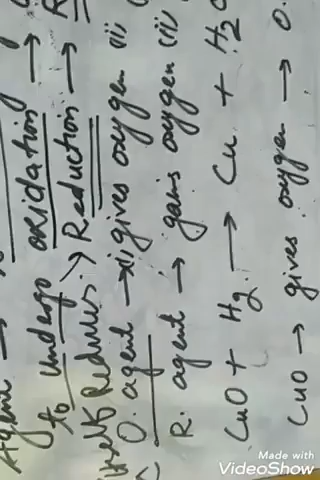 Agent →
to undergo oxidation →
itself Reduces. → Reduction → R
O. agent → (i) gives oxygen (ii)
R. agent → gains oxygen (ii)
CuO + H2 → Cu + H2O
CuO → gives oxygen → O.
Made with
VideoShow